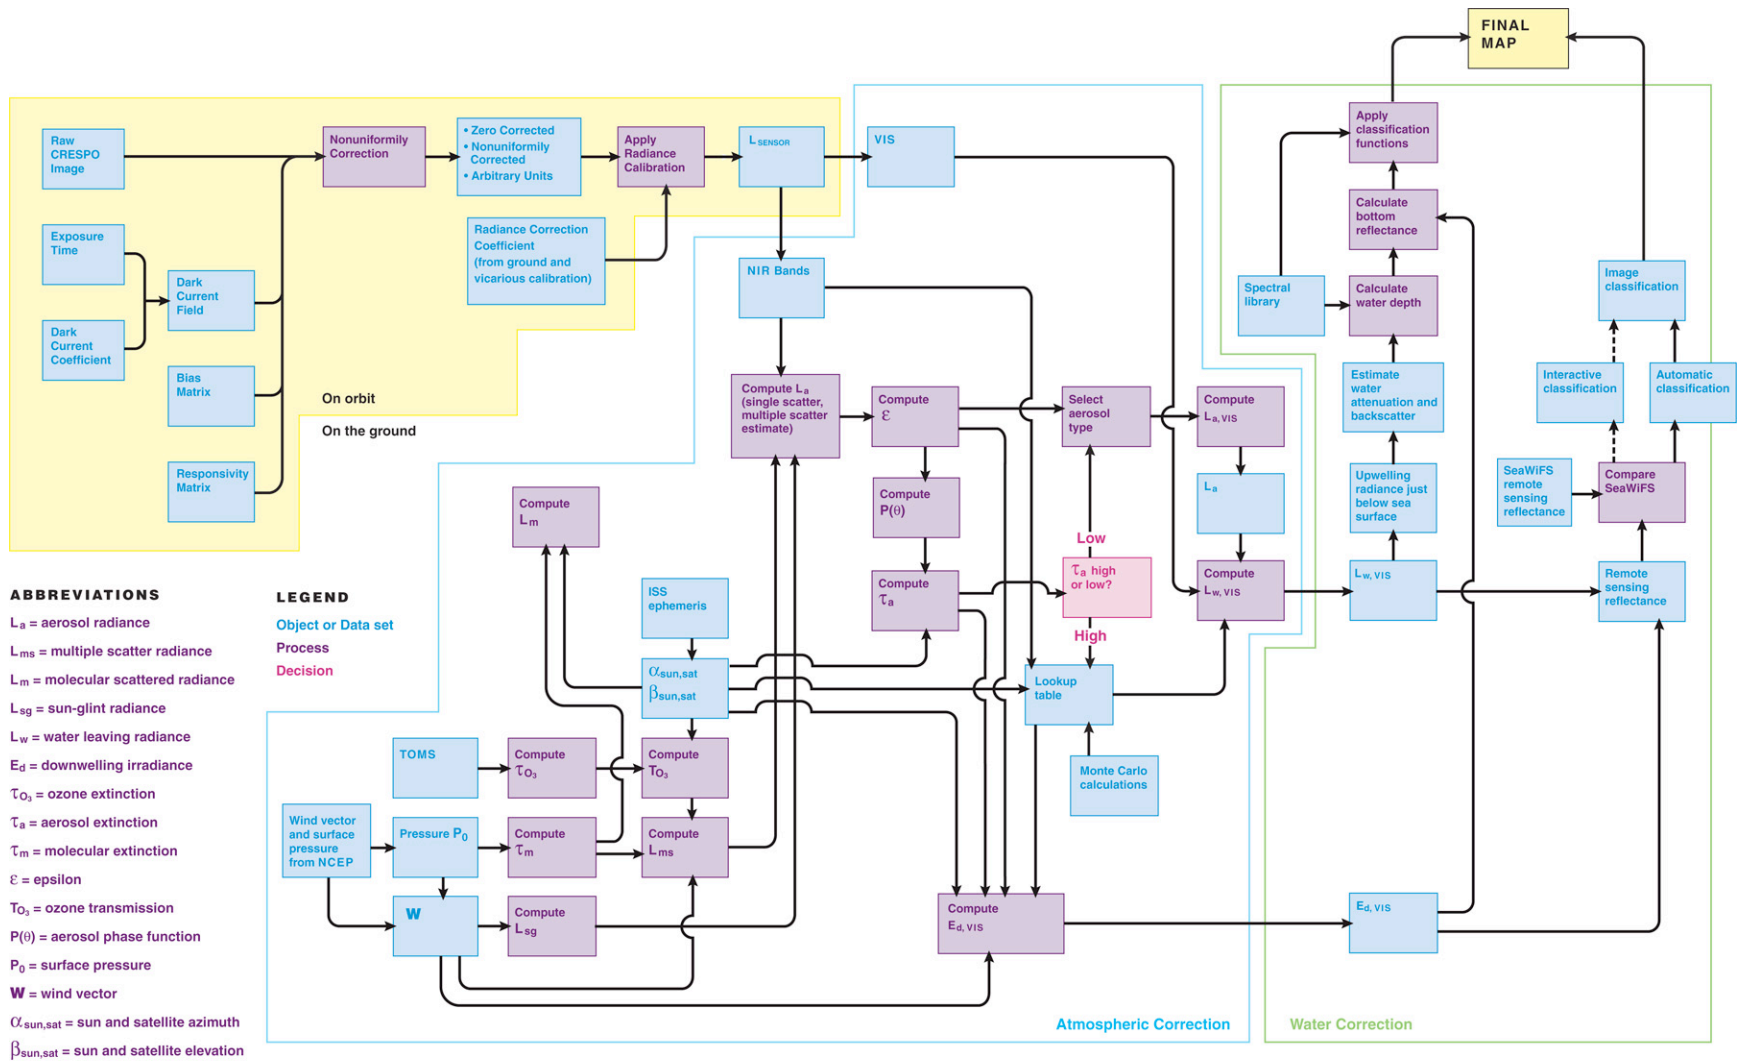 FINAL
MAP
Raw
CRESPO
Image
Nonuniformily
Correction
• Zero Corrected
• Nonuniformily
Corrected
• Arbitrary Units
Apply
Radiance
Calibration
LSENSOR
VIS
Apply
classification
functions
Exposure
Time
Radiance Correction
Coefficient
(from ground and
vicarious calibration)
Calculate
bottom
reflectance
Dark
Current
Field
NIR Bands
Spectral
library
Calculate
water depth
Image
classification
Dark
Current
Coefficient
Bias
Matrix
On orbit
On the ground
Compute La
(single scatter,
multiple scatter
estimate)
Compute
ε
Select
aerosol
type
Compute
La, VIS
Estimate
water
attenuation and
backscatter
Interactive
classification
Automatic
classification
Responsivity
Matrix
Compute
Lm
Compute
P(θ)
La
Upwelling
radiance just
below sea
surface
SeaWiFS
remote
sensing
reflectance
Compare
SeaWiFS
Low
ISS
ephemeris
Compute
τa
τa high
or low?
High
Compute
Lw, VIS
Lw, VIS
Remote
sensing
reflectance
αsun,sat
βsun,sat
Lookup
table
TOMS
Compute
τO3
Compute
TO3
Monte Carlo
calculations
Wind vector
and surface
pressure
from NCEP
Pressure P0
Compute
τm
Compute
Lms
W
Compute
Lsg
Compute
Ed, VIS
Ed, VIS
Atmospheric Correction
Water Correction
ABBREVIATIONS
La = aerosol radiance
Lms = multiple scatter radiance
Lm = molecular scattered radiance
Lsg = sun-glint radiance
Lw = water leaving radiance
Ed = downwelling irradiance
τO3 = ozone extinction
τa = aerosol extinction
τm = molecular extinction
ε = epsilon
TO3 = ozone transmission
P(θ) = aerosol phase function
P0 = surface pressure
W = wind vector
αsun,sat = sun and satellite azimuth
βsun,sat = sun and satellite elevation
LEGEND
Object or Data set
Process
Decision